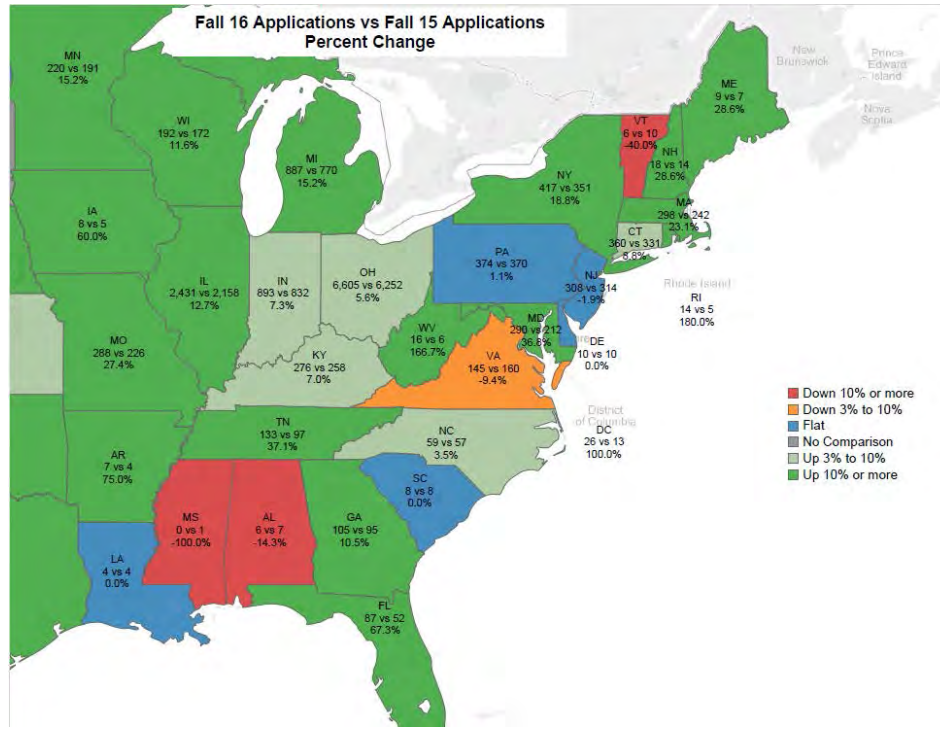 Fall 16 Applications vs Fall 15 Applications
Percent Change
New
Brunswick
Prince
Edward
Island
Nova
Scotia
MN
220 vs 191
15.2%
WI
192 vs 172
11.6%
MI
887 vs 770
15.2%
ME
9 vs 7
28.6%
VT
6 vs 10
-40.0%
NH
18 vs 14
28.6%
NY
417 vs 351
18.8%
MA
298 vs 242
23.1%
CT
360 vs 331
8.8%
IA
8 vs 5
60.0%
IL
2,431 vs 2,158
12.7%
IN
893 vs 832
7.3%
OH
6,605 vs 6,252
5.6%
PA
374 vs 370
1.1%
NJ
308 vs 314
-1.9%
Rhode Island
RI
14 vs 5
180.0%
MO
288 vs 226
27.4%
KY
276 vs 258
7.0%
WV
16 vs 6
166.7%
MD
290 vs 212
36.8%
DE
10 vs 10
0.0%
VA
145 vs 160
-9.4%
District
of Columbia
DC
26 vs 13
100.0%
TN
133 vs 97
37.1%
NC
59 vs 57
3.5%
AR
7 vs 4
75.0%
SC
8 vs 8
0.0%
MS
0 vs 1
-100.0%
AL
6 vs 7
-14.3%
GA
105 vs 95
10.5%
LA
4 vs 4
0.0%
FL
87 vs 52
67.3%
Down 10% or more
Down 3% to 10%
Flat
No Comparison
Up 3% to 10%
Up 10% or more